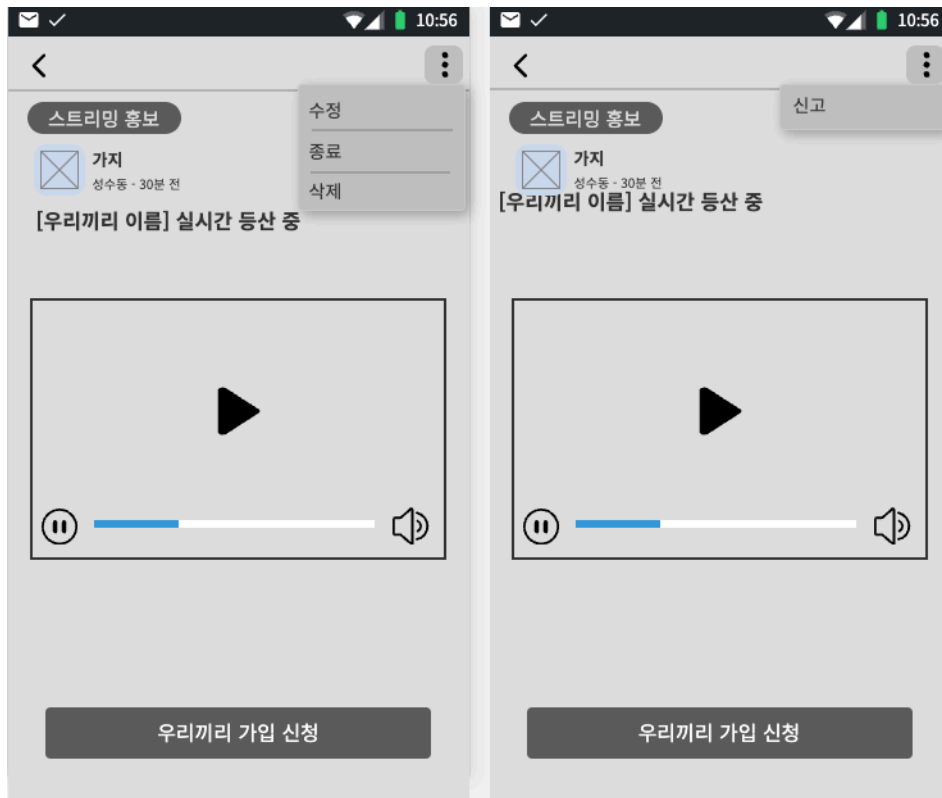 10:56
스트리밍 홍보
수정
종료
삭제
가지
성수동 - 30분 전
[우리끼리 이름] 실시간 등산 중
우리끼리 가입 신청
10:56
신고
스트리밍 홍보
가지
성수동 - 30분 전
[우리끼리 이름] 실시간 등산 중
우리끼리 가입 신청